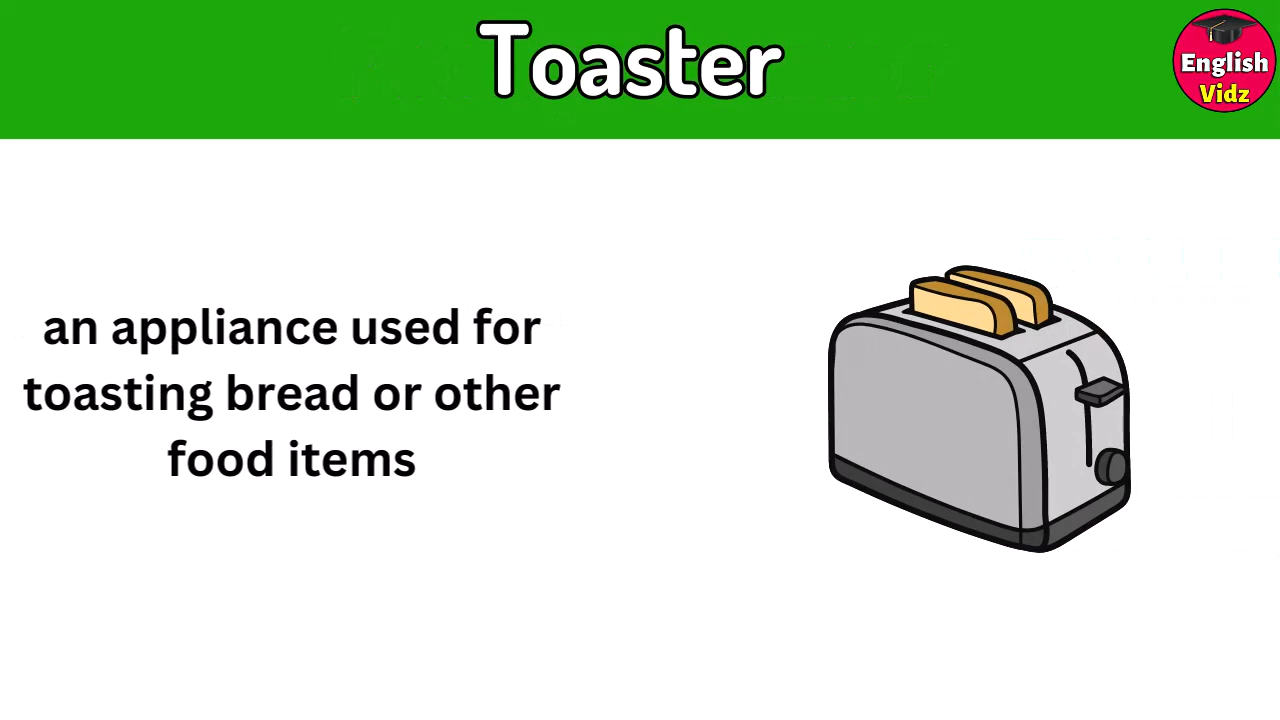 Toaster
English
Vidz
an appliance used for
toasting bread or other
food items